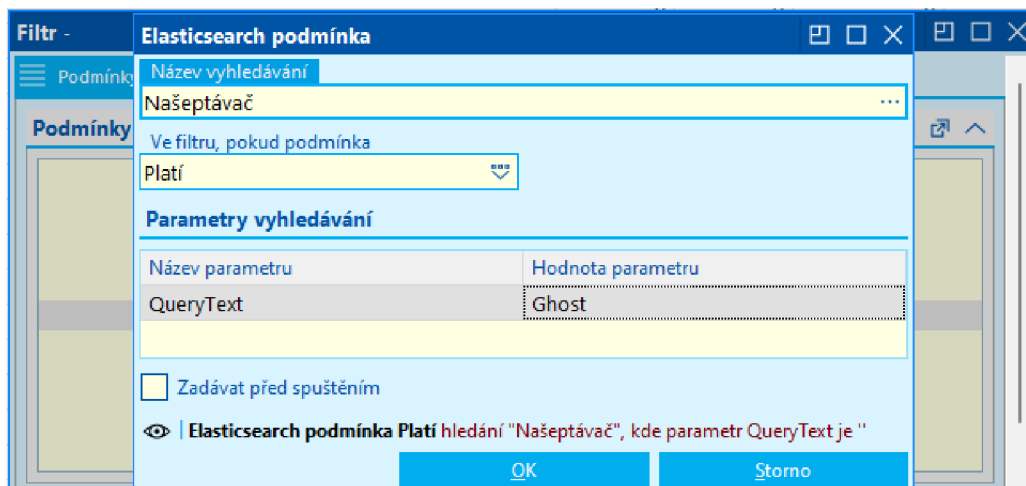 Filtr -
Elasticsearch podmínka
Podmínky
Název vyhledávání
Našeptávač
...
Podmínky
Ve filtru, pokud podmínka
Platí
Parametry vyhledávání
Název parametru Hodnota parametru
QueryText Ghost
Zadávat před spuštěním
Elasticsearch podmínka Platí hledání "Našeptávač", kde parametr QueryText je ''
OK Storno